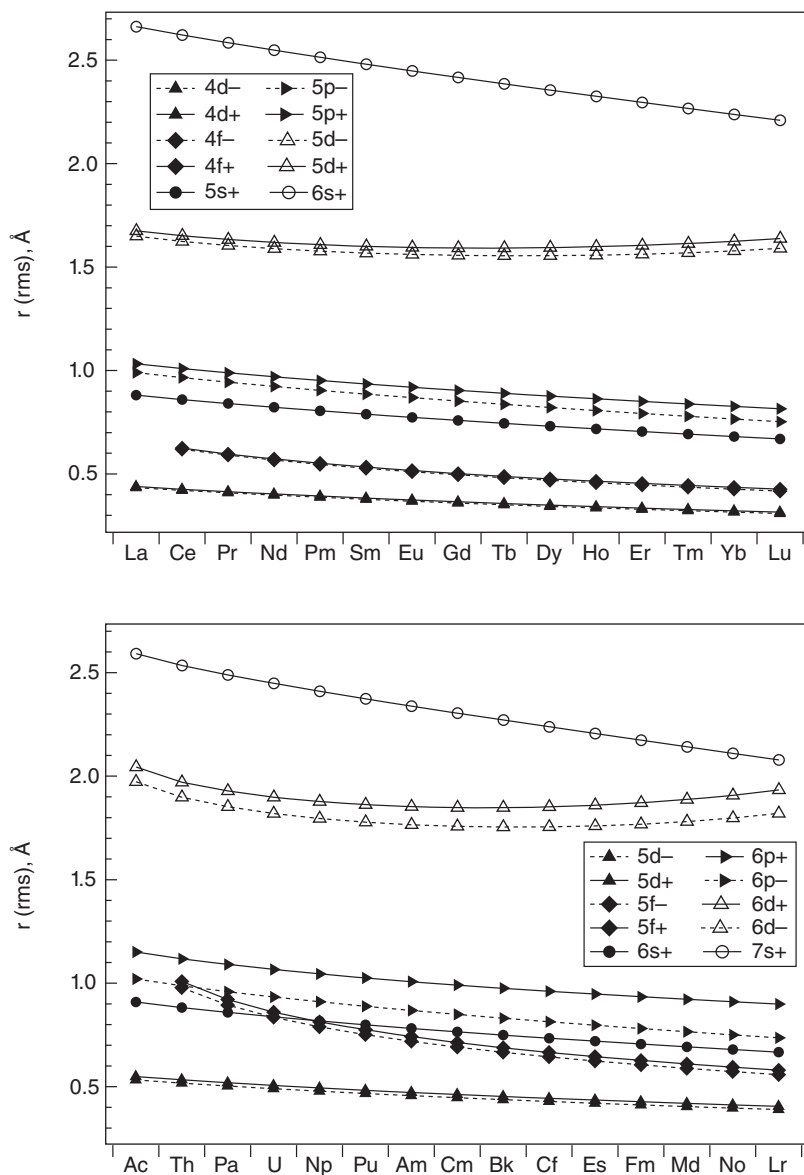 2.5
2.0
1.5
1.0
0.5
r (rms), Å
4d− 5p−
4d+ 5p+
4f− 5d−
4f+ 5d+
5s+ 6s+
La Ce Pr Nd Pm Sm Eu Gd Tb Dy Ho Er Tm Yb Lu
2.5
2.0
1.5
1.0
0.5
r (rms), Å
5d− 6p+
5d+ 6p−
5f− 6d+
5f+ 6d−
6s+ 7s+
Ac Th Pa U Np Pu Am Cm Bk Cf Es Fm Md No Lr